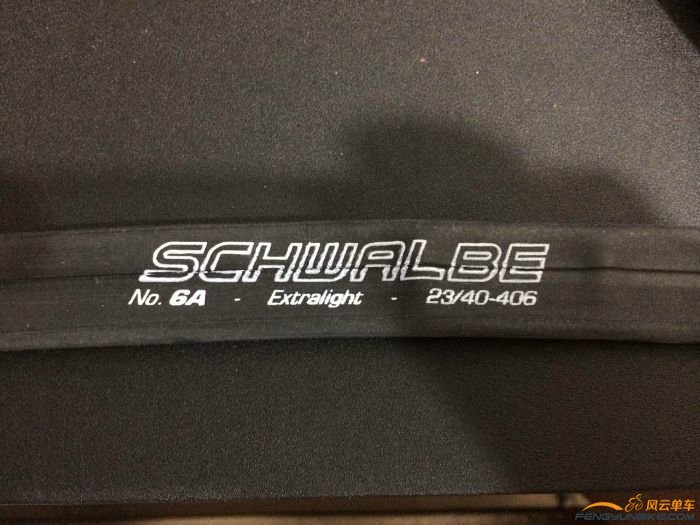 SCHWALBE
No. 6A - Extralight - 23/40-406
风云单车
FENGYUNBIKE.COM